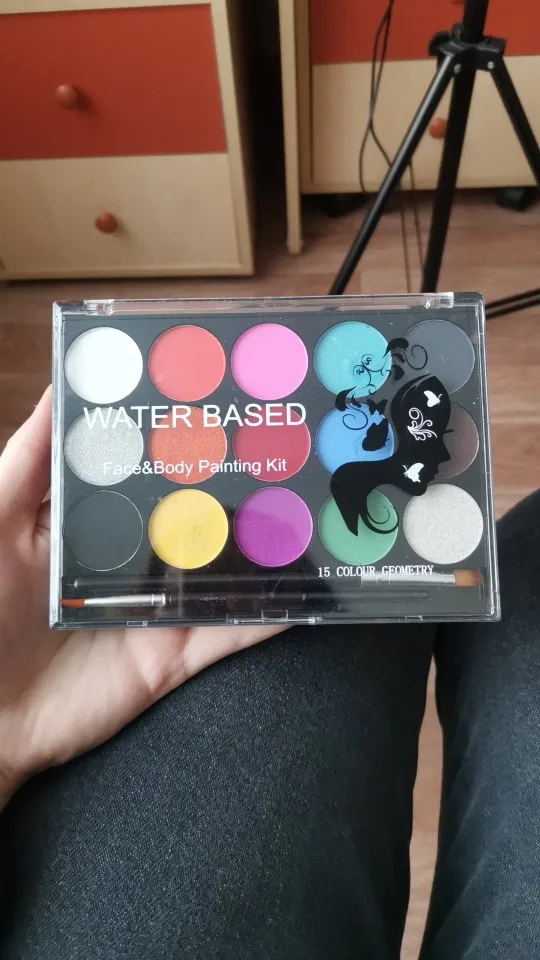 WATER BASED
Face&Body Painting Kit
15 COLOUR GEOMETRY